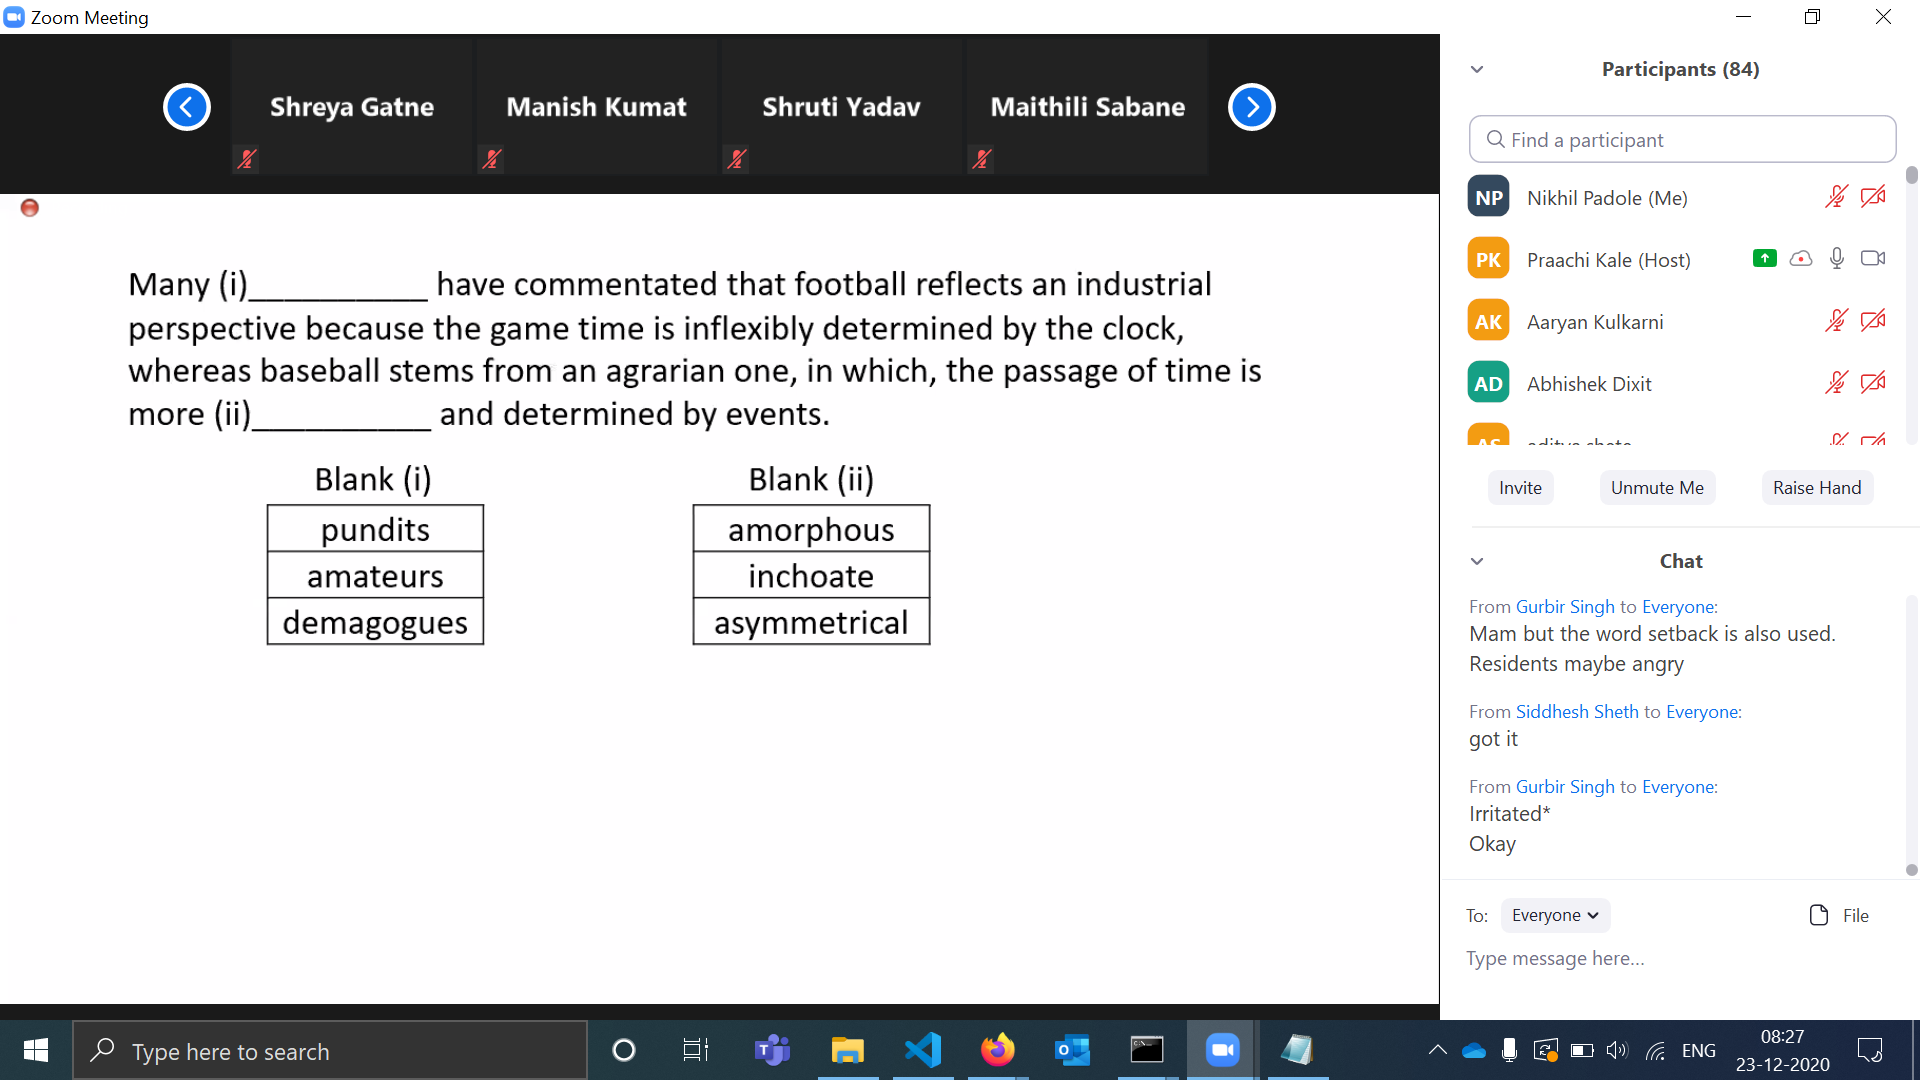 Zoom Meeting
Shreya Gatne
Manish Kumat
Shruti Yadav
Maithili Sabane
Many (i)__________ have commentated that football reflects an industrial
perspective because the game time is inflexibly determined by the clock,
whereas baseball stems from an agrarian one, in which, the passage of time is
more (ii)__________ and determined by events.
Blank (i)
pundits
amateurs
demagogues
Blank (ii)
amorphous
inchoate
asymmetrical
Participants (84)
Find a participant
NP Nikhil Padole (Me)
PK Praachi Kale (Host)
AK Aaryan Kulkarni
AD Abhishek Dixit
Invite
Unmute Me
Raise Hand
Chat
From Gurbir Singh to Everyone:
Mam but the word setback is also used.
Residents maybe angry
From Siddhesh Sheth to Everyone:
got it
From Gurbir Singh to Everyone:
Irritated*
Okay
To: Everyone
File
Type message here...
Type here to search
ENG
08:27
23-12-2020